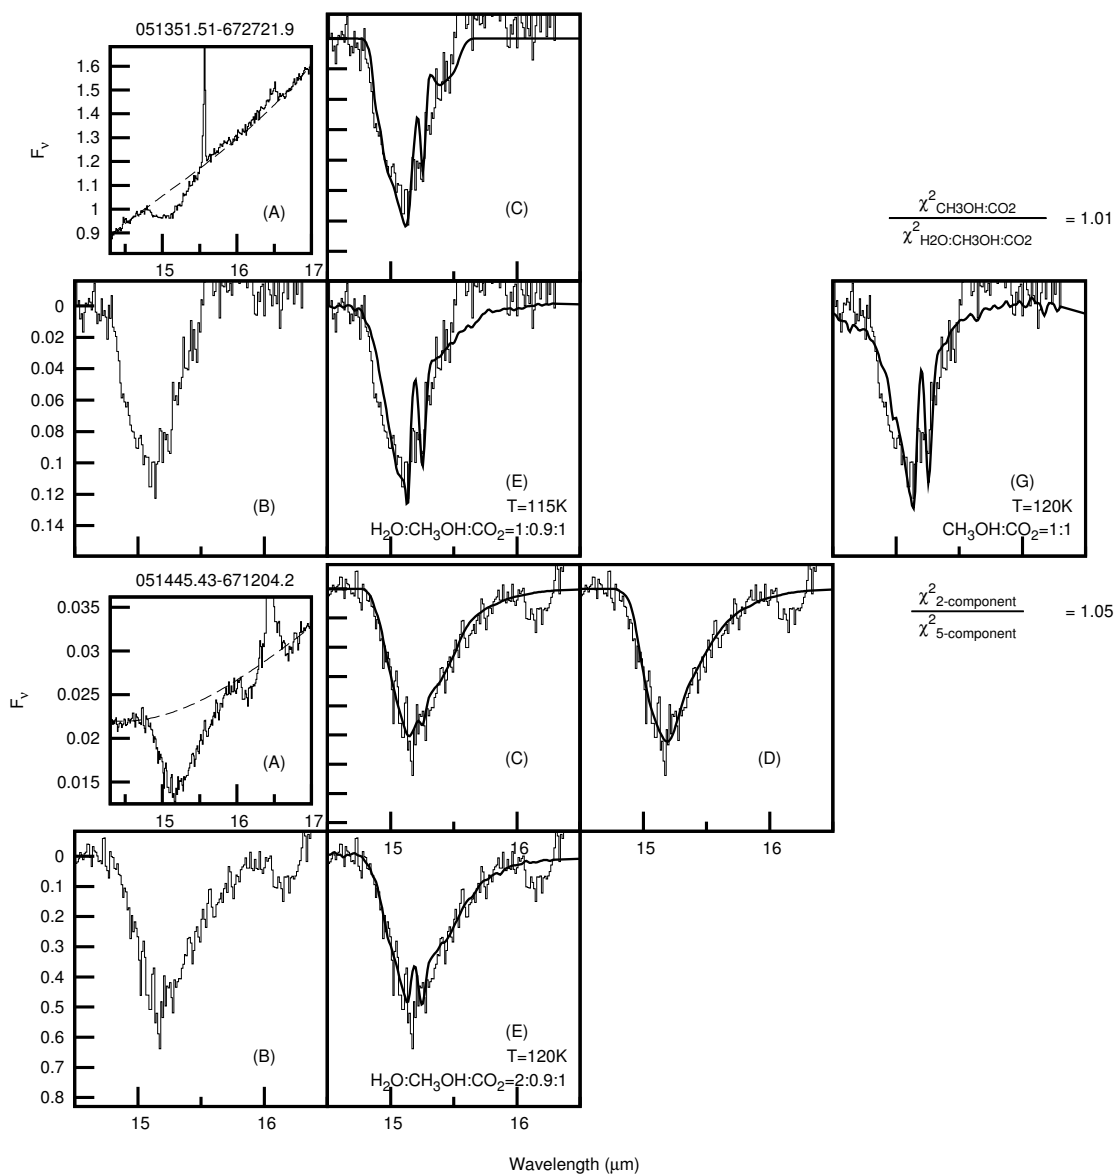 051351.51-672721.9
1.6
1.5
1.4
1.3
1.2
1.1
1
0.9
F_ν
(A)
15 16 17
(C)
χ²_CH3OH:CO2 / χ²_H2O:CH3OH:CO2 = 1.01
0
0.02
0.04
0.06
0.08
0.1
0.12
0.14
(B)
(E)
T=115K
H₂O:CH₃OH:CO₂=1:0.9:1
(G)
T=120K
CH₃OH:CO₂=1:1
051445.43-671204.2
0.035
0.03
0.025
0.02
0.015
F_ν
(A)
15 16 17
(C)
15 16
(D)
15 16
χ²_2-component / χ²_5-component = 1.05
0
0.1
0.2
0.3
0.4
0.5
0.6
0.7
0.8
(B)
15 16
(E)
T=120K
H₂O:CH₃OH:CO₂=2:0.9:1
15 16
Wavelength (μm)